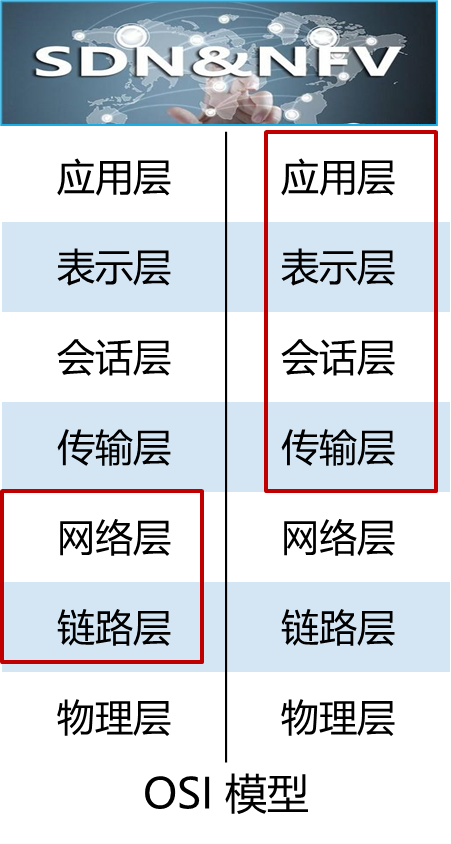 SDN&NFV
应用层 应用层
表示层 表示层
会话层 会话层
传输层 传输层
网络层 网络层
链路层 链路层
物理层 物理层
OSI 模型